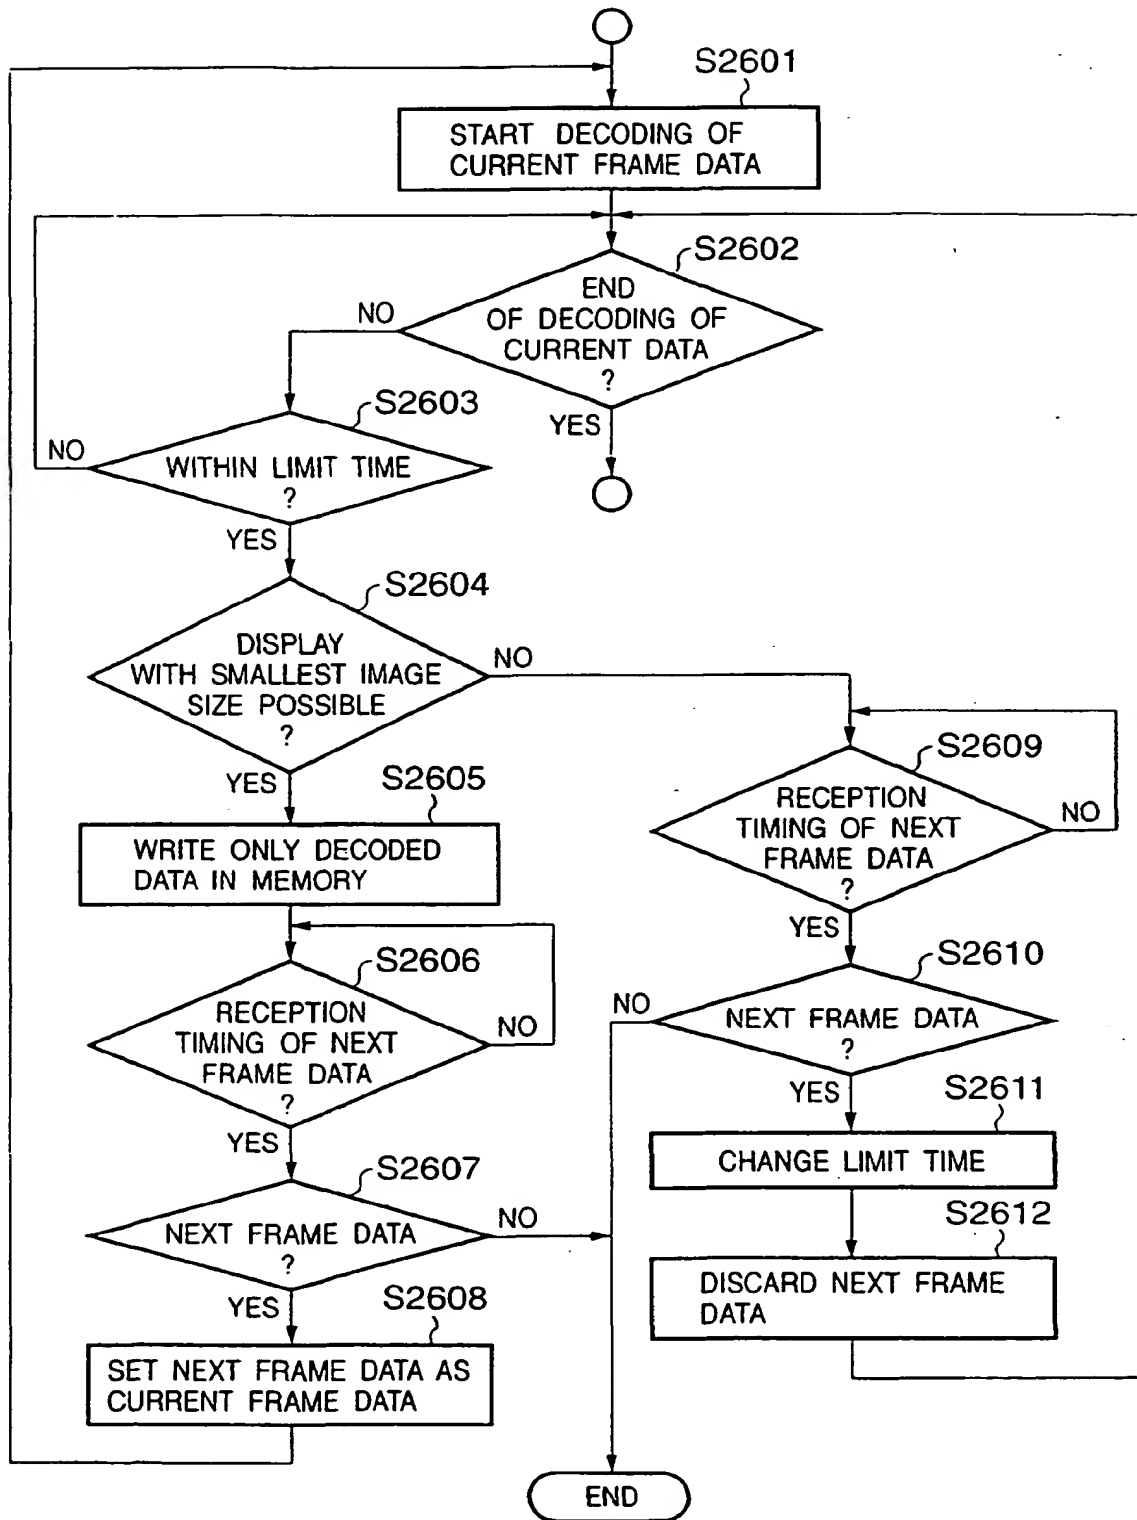 S2601
START DECODING OF
CURRENT FRAME DATA
S2602
END
OF DECODING OF
CURRENT DATA
?
NO
YES
S2603
WITHIN LIMIT TIME
?
NO
YES
S2604
DISPLAY
WITH SMALLEST IMAGE
SIZE POSSIBLE
?
NO
YES
S2605
WRITE ONLY DECODED
DATA IN MEMORY
S2606
RECEPTION
TIMING OF NEXT
FRAME DATA
?
NO
YES
S2607
NEXT FRAME DATA
?
NO
YES
S2608
SET NEXT FRAME DATA AS
CURRENT FRAME DATA
S2609
RECEPTION
TIMING OF NEXT
FRAME DATA
?
NO
YES
S2610
NEXT FRAME DATA
?
NO
YES
S2611
CHANGE LIMIT TIME
S2612
DISCARD NEXT FRAME
DATA
END